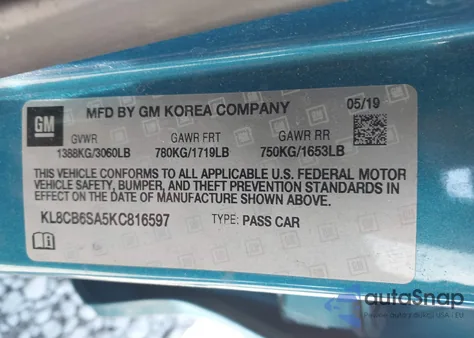 MFD BY GM KOREA COMPANY 05/19
GM
GVWR GAWR FRT GAWR RR
1388KG/3060LB 780KG/1719LB 750KG/1653LB
THIS VEHICLE CONFORMS TO ALL APPLICABLE U.S. FEDERAL MOTOR
VEHICLE SAFETY, BUMPER, AND THEFT PREVENTION STANDARDS IN
EFFECT ON THE DATE OF MANUFACTURE SHOWN ABOVE.
KL8CB6SA5KC816597 TYPE: PASS CAR
autoSnap